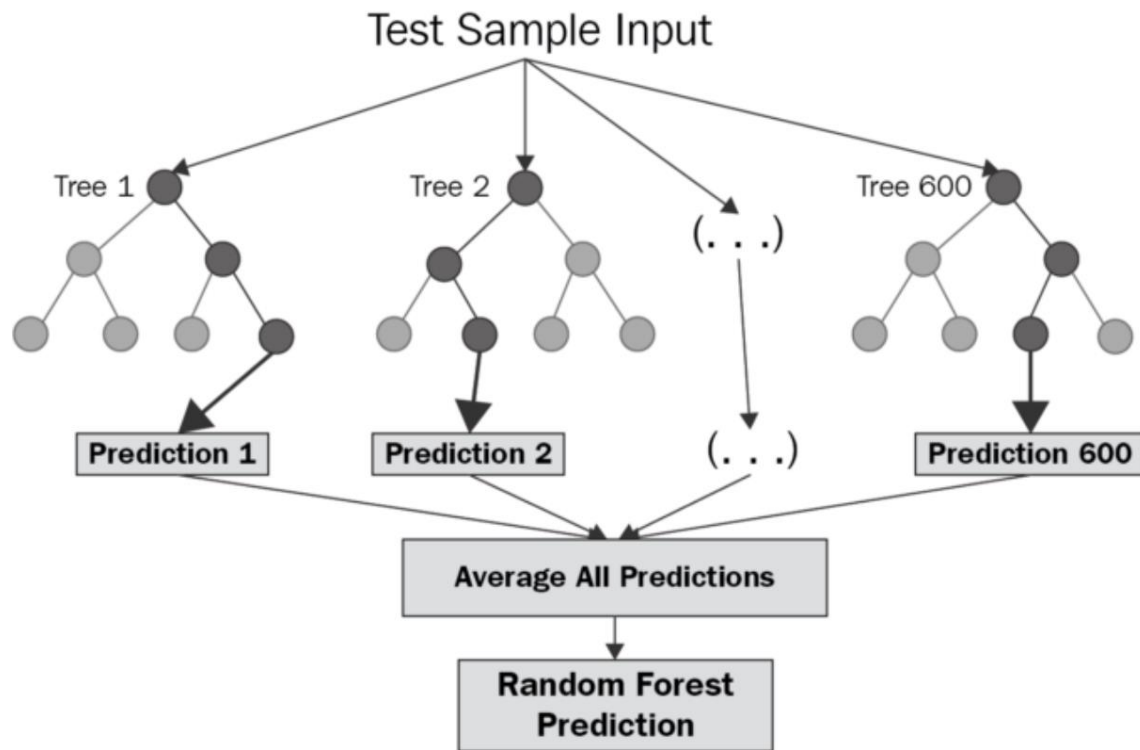 Test Sample Input
Tree 1
Tree 2
(. . .)
Tree 600
Prediction 1
Prediction 2
(. . .)
Prediction 600
Average All Predictions
Random Forest
Prediction